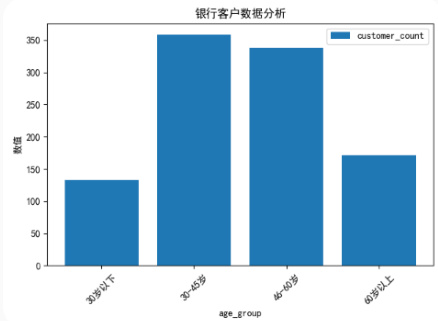 银行客户数据分析
customer_count
数值
350
300
250
200
150
100
50
0
30岁以下
30-45岁
46-60岁
60岁以上
age_group